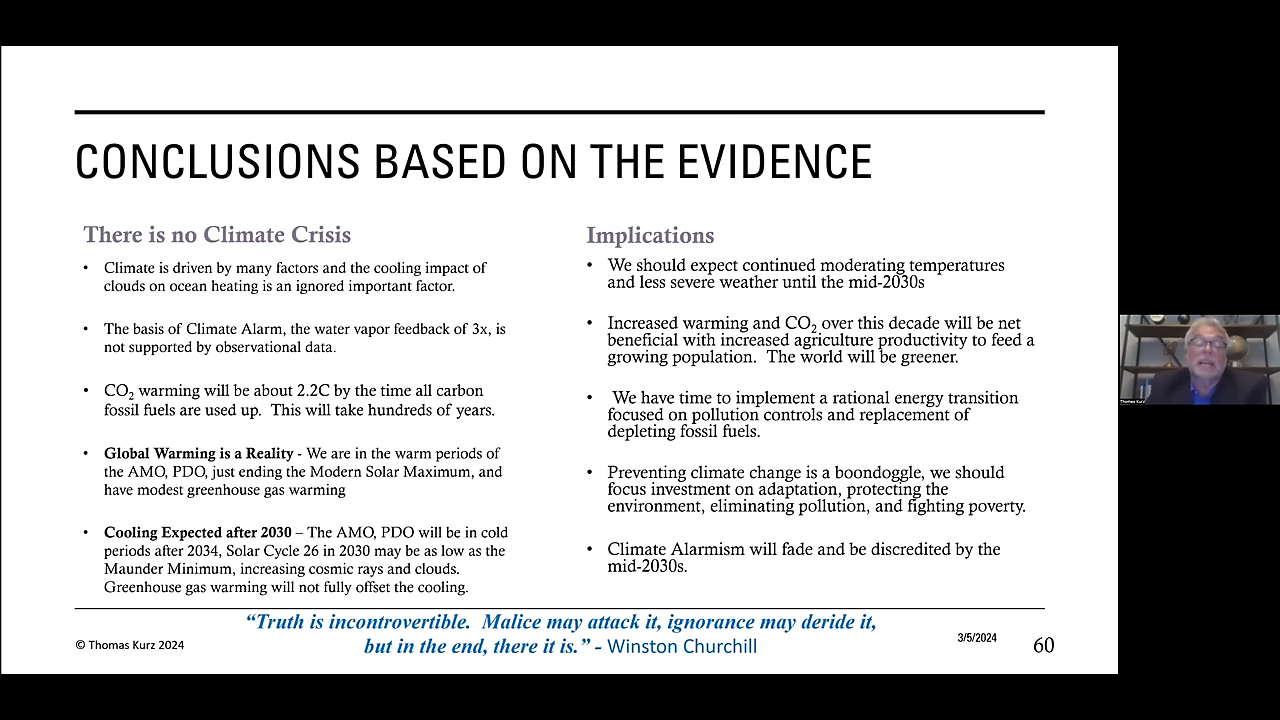 CONCLUSIONS BASED ON THE EVIDENCE
There is no Climate Crisis
• Climate is driven by many factors and the cooling impact of
clouds on ocean heating is an ignored important factor.
• The basis of Climate Alarm, the water vapor feedback of 3x, is
not supported by observational data.
• CO₂ warming will be about 2.2C by the time all carbon
fossil fuels are used up. This will take hundreds of years.
• Global Warming is a Reality - We are in the warm periods of
the AMO, PDO, just ending the Modern Solar Maximum, and
have modest greenhouse gas warming
• Cooling Expected after 2030 – The AMO, PDO will be in cold
periods after 2034, Solar Cycle 26 in 2030 may be as low as the
Maunder Minimum, increasing cosmic rays and clouds.
Greenhouse gas warming will not fully offset the cooling.
Implications
• We should expect continued moderating temperatures
and less severe weather until the mid-2030s
• Increased warming and CO₂ over this decade will be net
beneficial with increased agriculture productivity to feed a
growing population. The world will be greener.
• We have time to implement a rational energy transition
focused on pollution controls and replacement of
depleting fossil fuels.
• Preventing climate change is a boondoggle, we should
focus investment on adaptation, protecting the
environment, eliminating pollution, and fighting poverty.
• Climate Alarmism will fade and be discredited by the
mid-2030s.
“Truth is incontrovertible. Malice may attack it, ignorance may deride it,
but in the end, there it is.” - Winston Churchill
© Thomas Kurz 2024
3/5/2024
60
Thomas Kurz